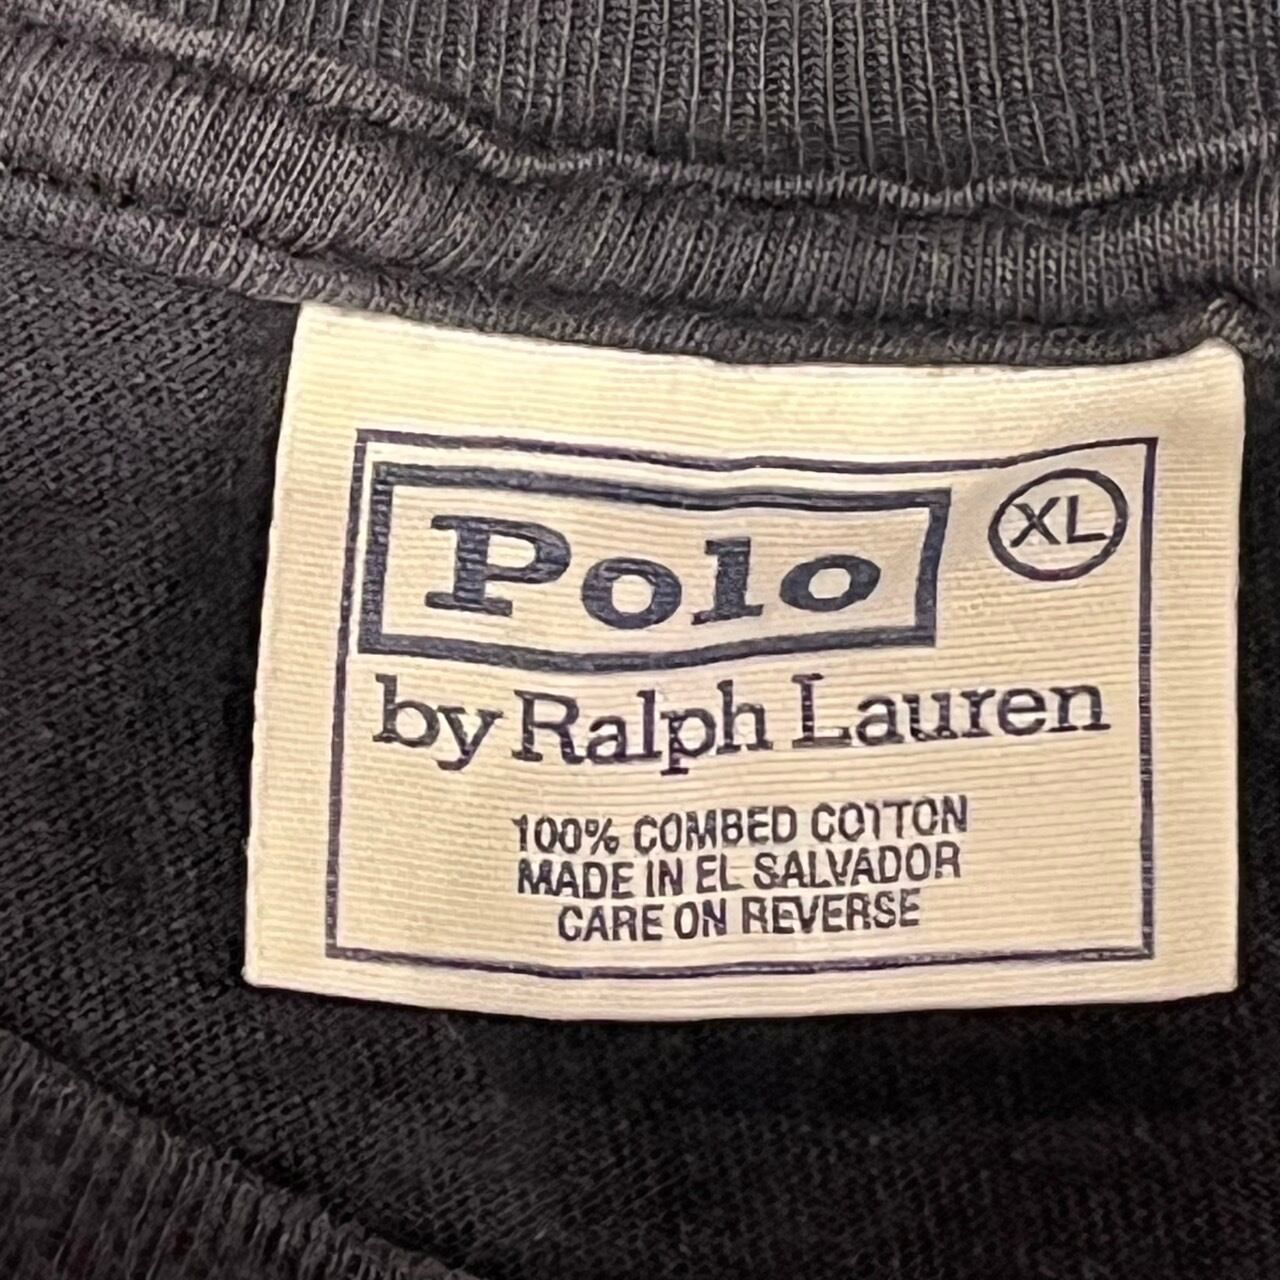 Polo
XL
by Ralph Lauren
100% COMBED COTTON
MADE IN EL SALVADOR
CARE ON REVERSE